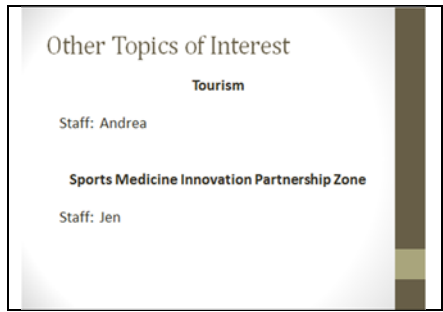 Other Topics of Interest
Tourism
Staff: Andrea
Sports Medicine Innovation Partnership Zone
Staff: Jen